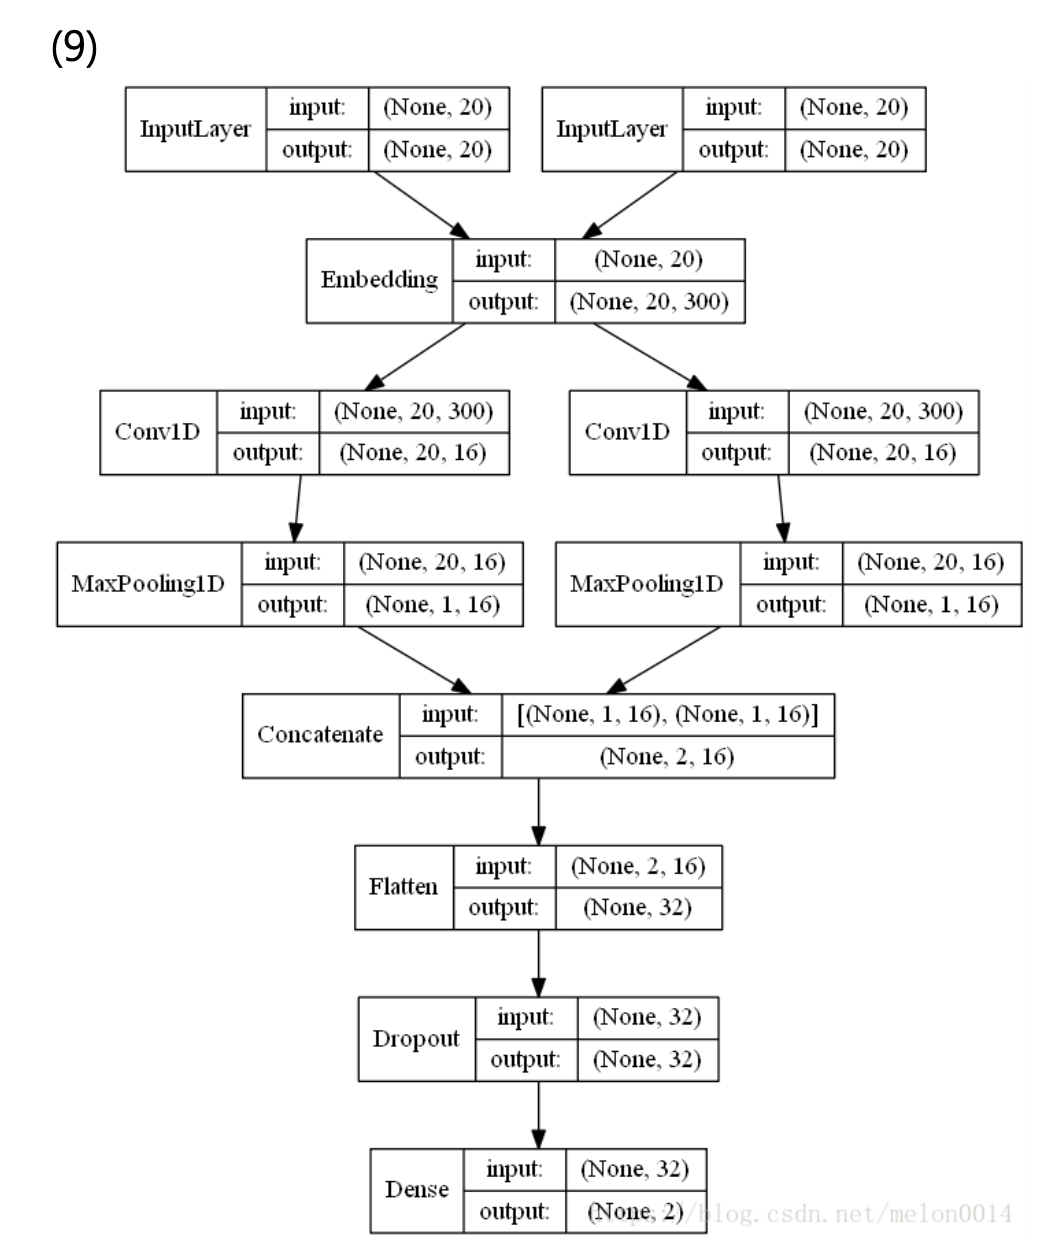 (9)
InputLayer input: (None, 20) output: (None, 20)
InputLayer input: (None, 20) output: (None, 20)
Embedding input: (None, 20) output: (None, 20, 300)
Conv1D input: (None, 20, 300) output: (None, 20, 16)
Conv1D input: (None, 20, 300) output: (None, 20, 16)
MaxPooling1D input: (None, 20, 16) output: (None, 1, 16)
MaxPooling1D input: (None, 20, 16) output: (None, 1, 16)
Concatenate input: [(None, 1, 16), (None, 1, 16)] output: (None, 2, 16)
Flatten input: (None, 2, 16) output: (None, 32)
Dropout input: (None, 32) output: (None, 32)
Dense input: (None, 32) output: (None, 2)
https://blog.csdn.net/melon0014